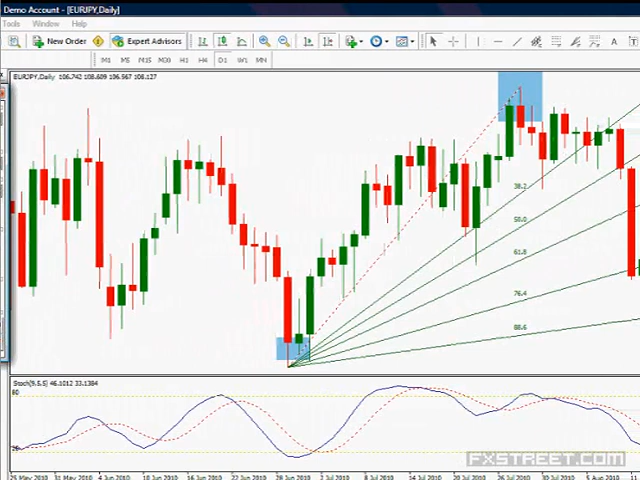 Demo Account - [EURJPY,Daily]
Tools Window Help
New Order Expert Advisors A T
M1 M5 M15 M30 H1 H4 D1 W1 MN
EURJPY,Daily 106.742 108.609 106.567 108.127
38.2
50.0
61.8
76.4
88.6
Stoch(9,5,5) 46.1012 33.1384
80
20
FXSTREET.COM
25 May 2010 31 May 2010 4 Jun 2010 10 Jun 2010 16 Jun 2010 22 Jun 2010 28 Jun 2010 2 Jul 2010 8 Jul 2010 14 Jul 2010 20 Jul 2010 26 Jul 2010 30 Jul 2010 5 Aug 2010 11